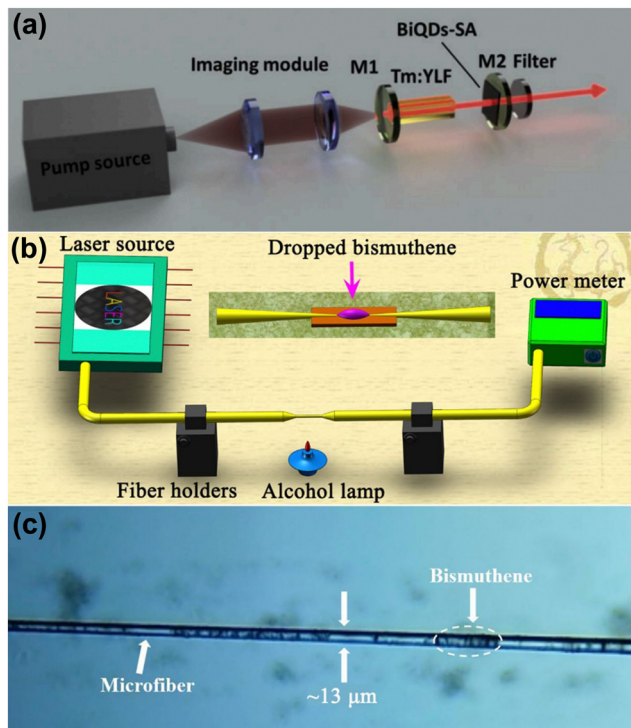 (a)
BiQDs-SA
Imaging module
M1
M2 Filter
Tm:YLF
Pump source
(b)
Laser source
Dropped bismuthene
Power meter
LASER
Fiber holders
Alcohol lamp
(c)
Bismuthene
Microfiber
~13 μm